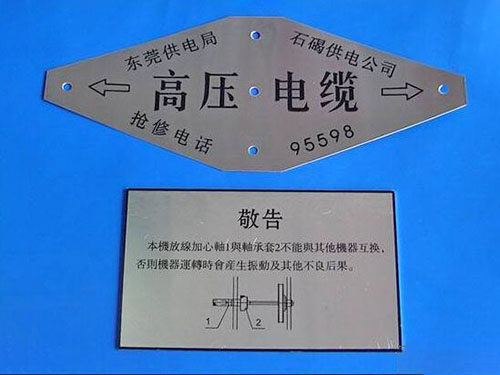 东莞供电局 石碣供电公司
高压电缆
抢修电话 95598
敬告
本機放線加心軸1與軸承套2不能與其他機器互换,
否則機器運轉時會産生振動及其他不良后果。
1 2